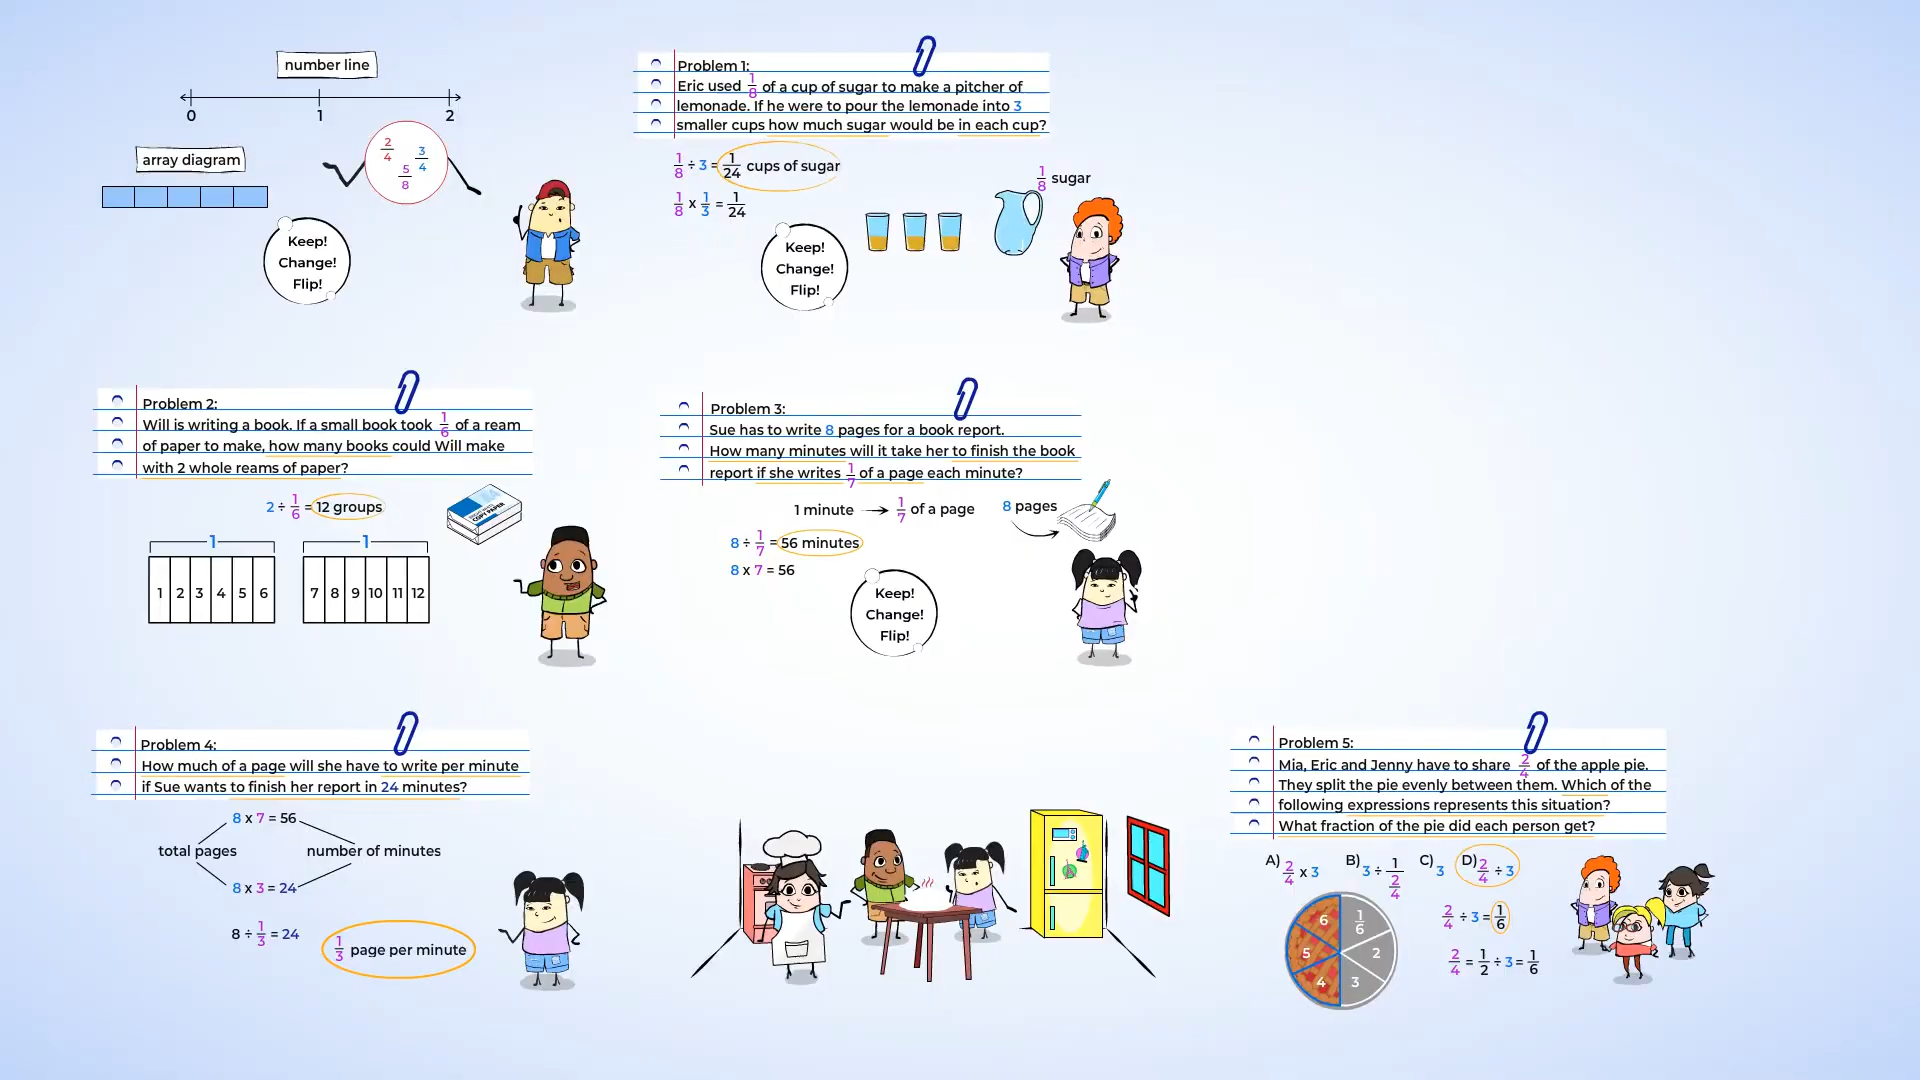 number line
0 1 2
array diagram
2/4 3/4
5/8
Keep!
Change!
Flip!
Problem 1:
Eric used 1/8 of a cup of sugar to make a pitcher of
lemonade. If he were to pour the lemonade into 3
smaller cups how much sugar would be in each cup?
1/8 ÷ 3 = 1/24 cups of sugar
1/8 x 1/3 = 1/24
1/8 sugar
Keep!
Change!
Flip!
Problem 2:
Will is writing a book. If a small book took 1/6 of a ream
of paper to make, how many books could Will make
with 2 whole reams of paper?
2 ÷ 1/6 = 12 groups
COPY PAPER
1 1
1 2 3 4 5 6 7 8 9 10 11 12
Problem 3:
Sue has to write 8 pages for a book report.
How many minutes will it take her to finish the book
report if she writes 1/7 of a page each minute?
1 minute → 1/7 of a page
8 pages
8 ÷ 1/7 = 56 minutes
8 x 7 = 56
Keep!
Change!
Flip!
Problem 4:
How much of a page will she have to write per minute
if Sue wants to finish her report in 24 minutes?
8 x 7 = 56
total pages number of minutes
8 x 3 = 24
8 ÷ 1/3 = 24
1/3 page per minute
Problem 5:
Mia, Eric and Jenny have to share 2/4 of the apple pie.
They split the pie evenly between them. Which of the
following expressions represents this situation?
What fraction of the pie did each person get?
A) 2/4 x 3 B) 3 ÷ 1/(2/4) C) 3 D) 2/4 ÷ 3
2/4 ÷ 3 = 1/6
2/4 = 1/2 ÷ 3 = 1/6
6 1/6
5 2
4 3